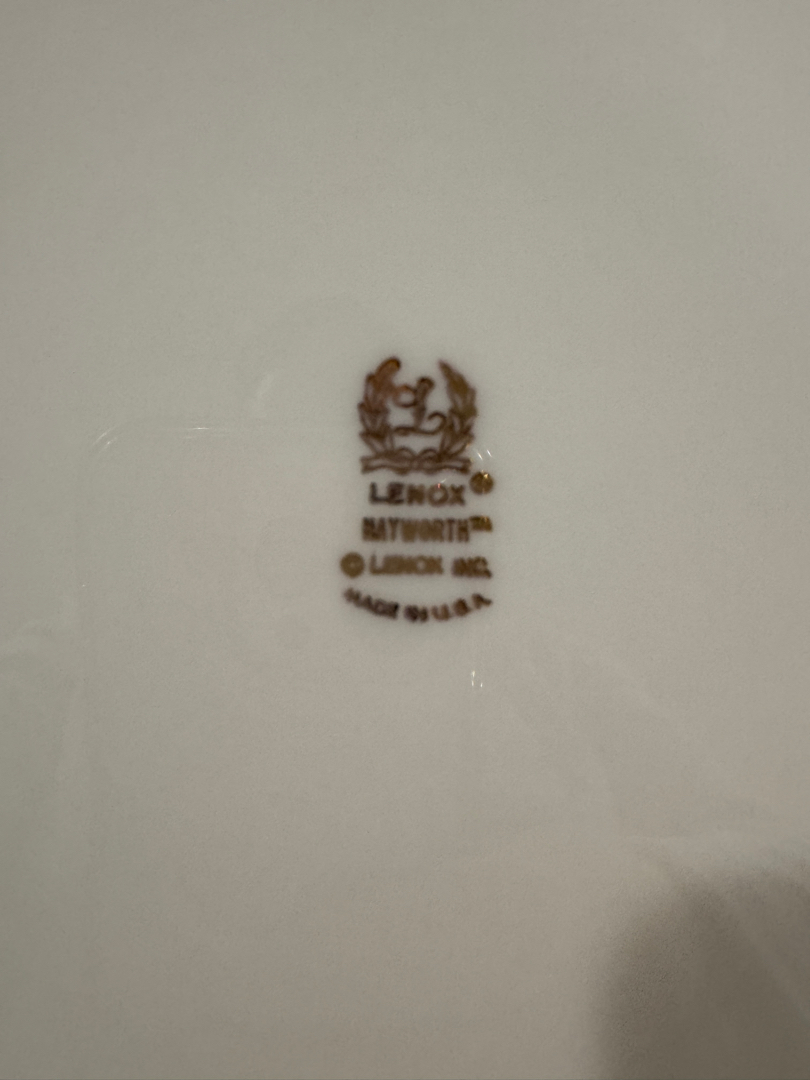 L
LENOX®
HAYWORTH™
© LENOX INC.
MADE IN U.S.A.